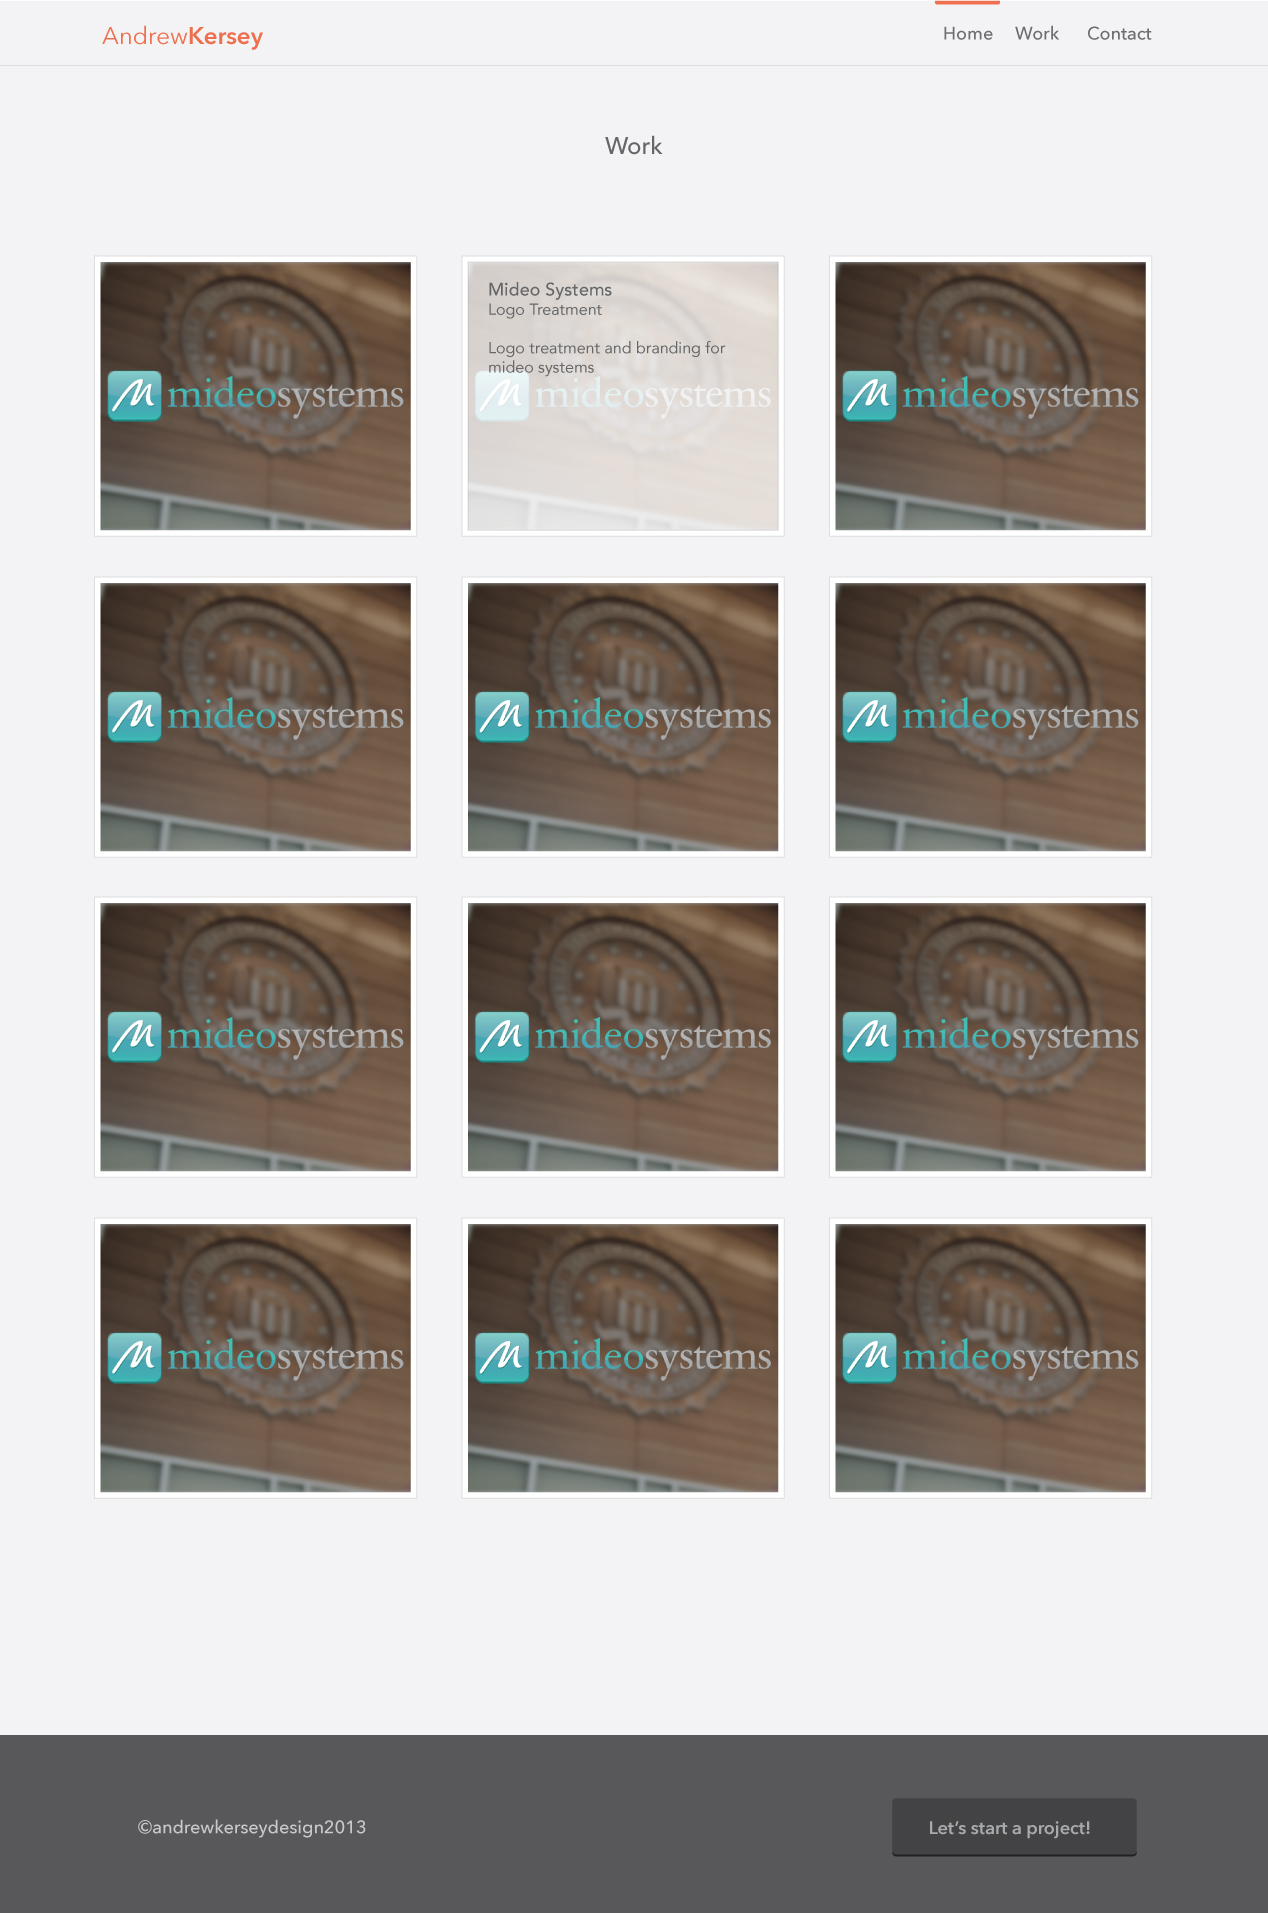 AndrewKersey
Home Work Contact
Work
mideosystems
Mideo Systems
Logo Treatment
Logo treatment and branding for
mideo systems
mideosystems
mideosystems
mideosystems
mideosystems
mideosystems
mideosystems
mideosystems
mideosystems
mideosystems
mideosystems
mideosystems
©andrewkerseydesign2013
Let's start a project!